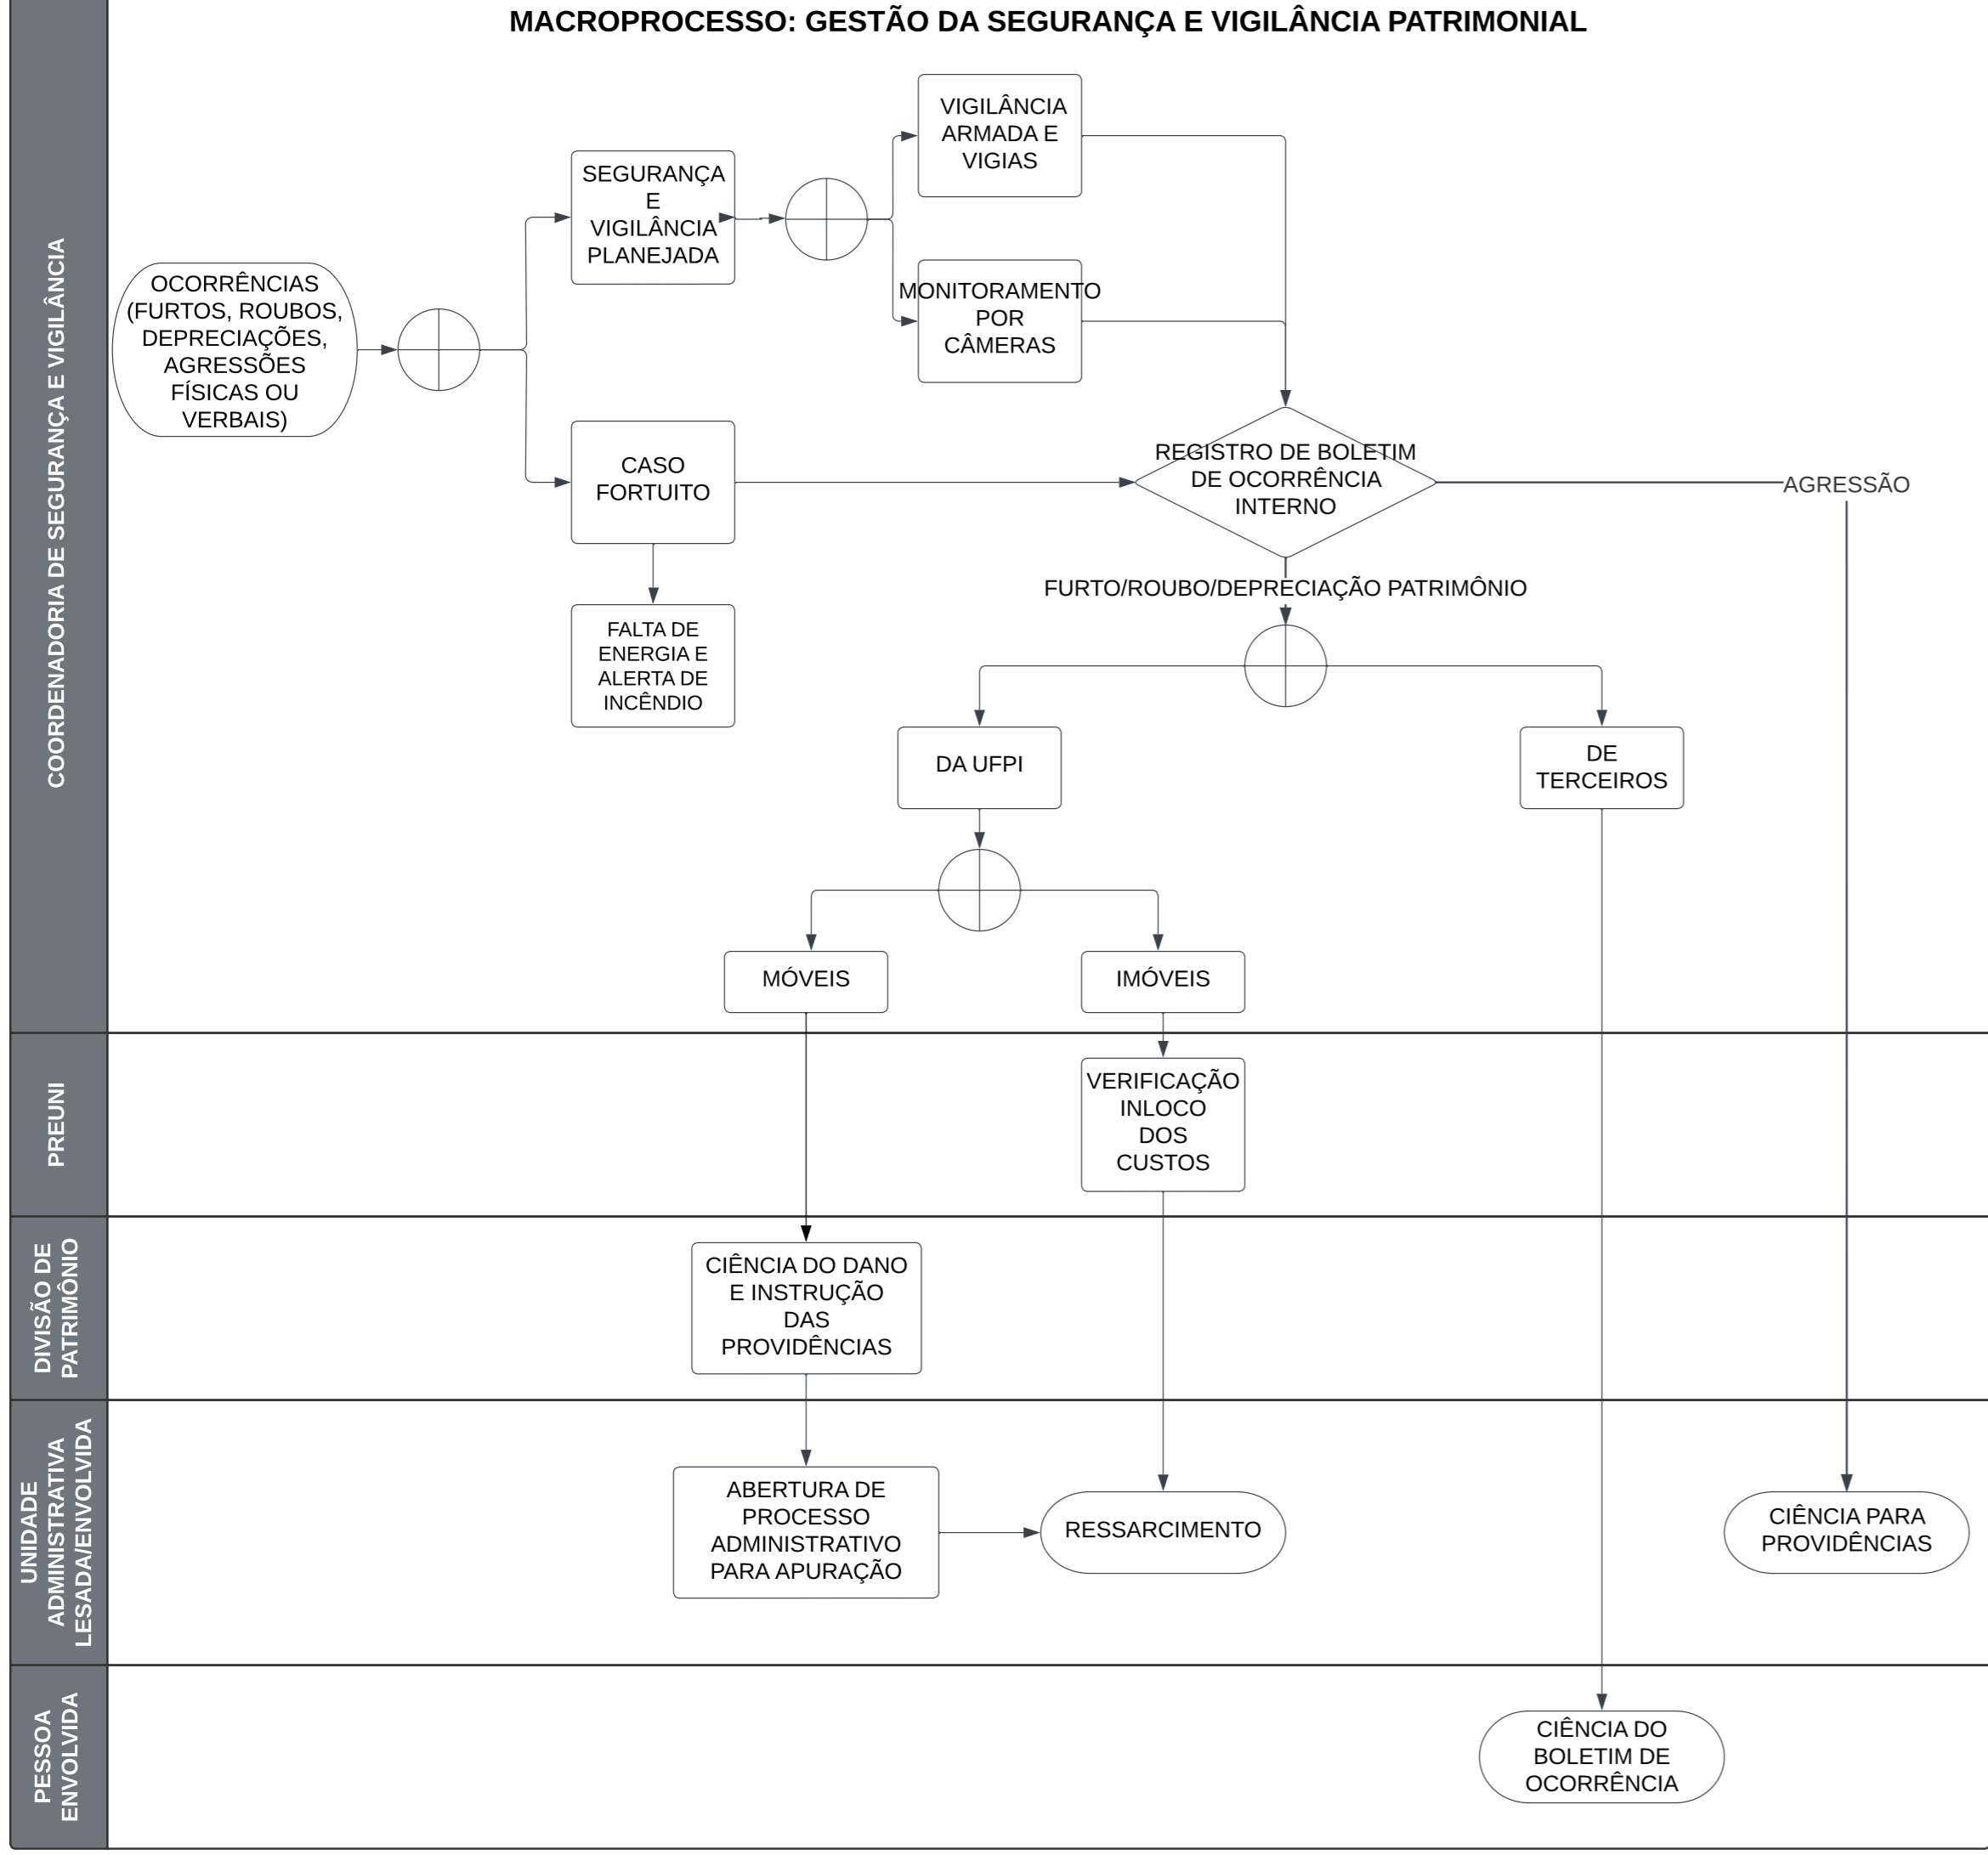 MACROPROCESSO: GESTÃO DA SEGURANÇA E VIGILÂNCIA PATRIMONIAL
COORDENADORIA DE SEGURANÇA E VIGILÂNCIA
OCORRÊNCIAS
(FURTOS, ROUBOS,
DEPRECIAÇÕES,
AGRESSÕES
FÍSICAS OU
VERBAIS)
SEGURANÇA
E
VIGILÂNCIA
PLANEJADA
VIGILÂNCIA
ARMADA E
VIGIAS
MONITORAMENTO
POR
CÂMERAS
CASO
FORTUITO
REGISTRO DE BOLETIM
DE OCORRÊNCIA
INTERNO
AGRESSÃO
FURTO/ROUBO/DEPRECIAÇÃO PATRIMÔNIO
FALTA DE
ENERGIA E
ALERTA DE
INCÊNDIO
DA UFPI
DE
TERCEIROS
MÓVEIS
IMÓVEIS
PREUNI
VERIFICAÇÃO
INLOCO
DOS
CUSTOS
DIVISÃO DE
PATRIMÔNIO
CIÊNCIA DO DANO
E INSTRUÇÃO
DAS
PROVIDÊNCIAS
UNIDADE
ADMINISTRATIVA
LESADA/ENVOLVIDA
ABERTURA DE
PROCESSO
ADMINISTRATIVO
PARA APURAÇÃO
RESSARCIMENTO
CIÊNCIA PARA
PROVIDÊNCIAS
PESSOA
ENVOLVIDA
CIÊNCIA DO
BOLETIM DE
OCORRÊNCIA